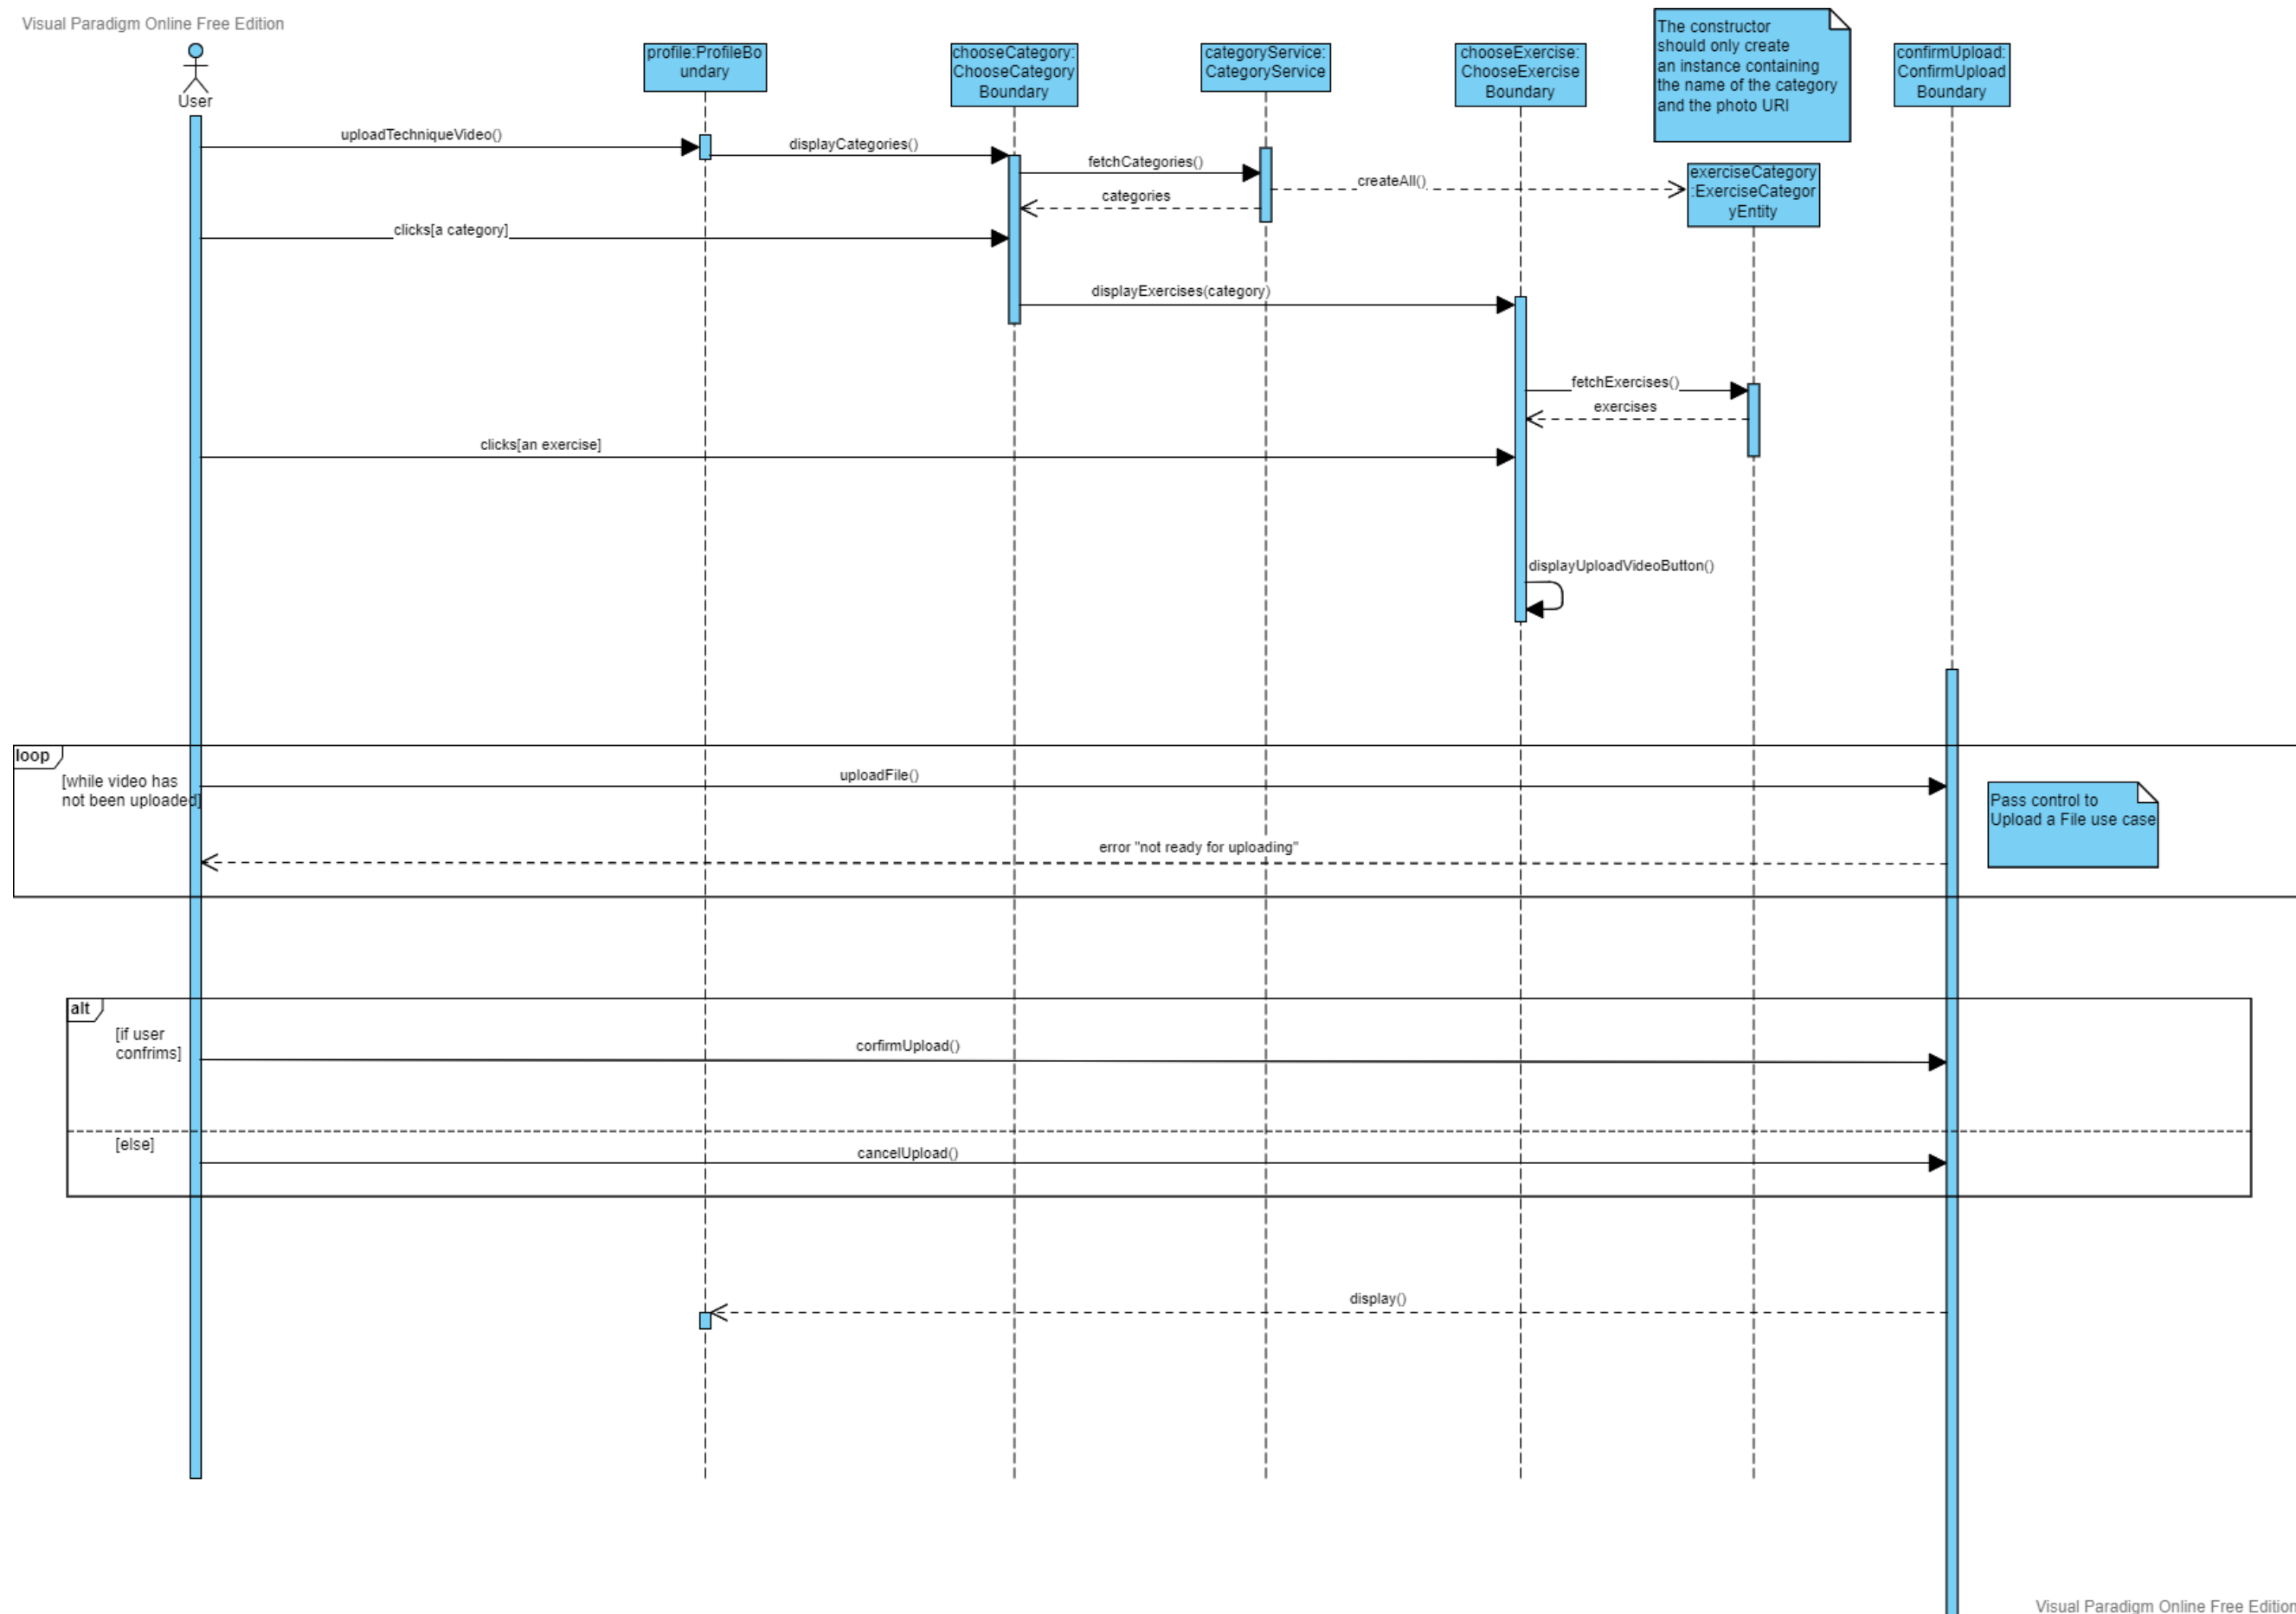 Visual Paradigm Online Free Edition
User
profile:ProfileBo
undary
chooseCategory:
ChooseCategory
Boundary
categoryService:
CategoryService
chooseExercise:
ChooseExercise
Boundary
The constructor
should only create
an instance containing
the name of the category
and the photo URI
confirmUpload:
ConfirmUpload
Boundary
uploadTechniqueVideo()
displayCategories()
fetchCategories()
createAll()
exerciseCategory
:ExerciseCategor
yEntity
categories
clicks[a category]
displayExercises(category)
fetchExercises()
exercises
clicks[an exercise]
displayUploadVideoButton()
loop
[while video has
not been uploaded]
uploadFile()
Pass control to
Upload a File use case
error "not ready for uploading"
alt
[if user
confrims]
corfirmUpload()
[else]
cancelUpload()
display()
Visual Paradigm Online Free Edition